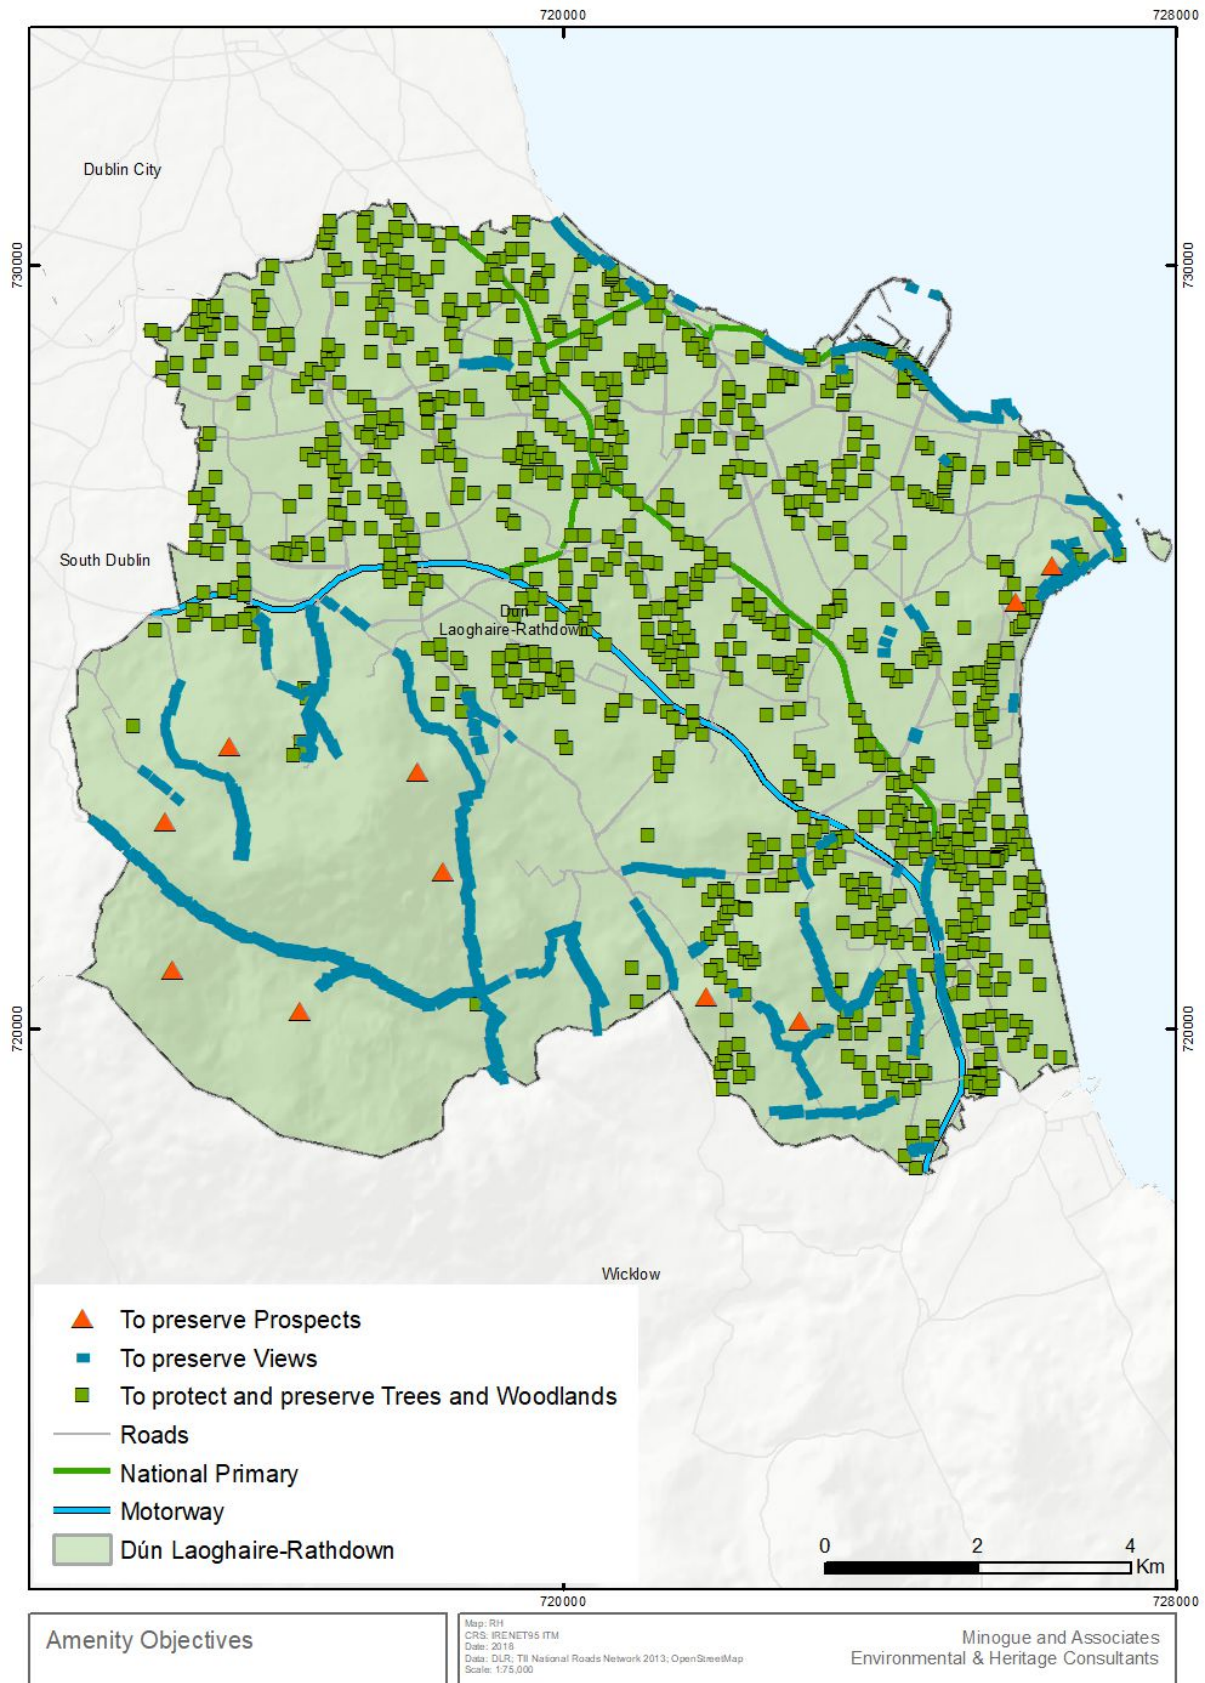 720000
728000
Dublin City
730000
730000
South Dublin
Dún
Laoghaire-Rathdown
720000
720000
Wicklow
To preserve Prospects
To preserve Views
To protect and preserve Trees and Woodlands
Roads
National Primary
Motorway
Dún Laoghaire-Rathdown
0 2 4
Km
720000
728000
Amenity Objectives
Map: RH
CRS: IRENET95 ITM
Date: 2018
Data: DLR; TII National Roads Network 2013; OpenStreetMap
Scale: 1:75,000
Minogue and Associates
Environmental & Heritage Consultants